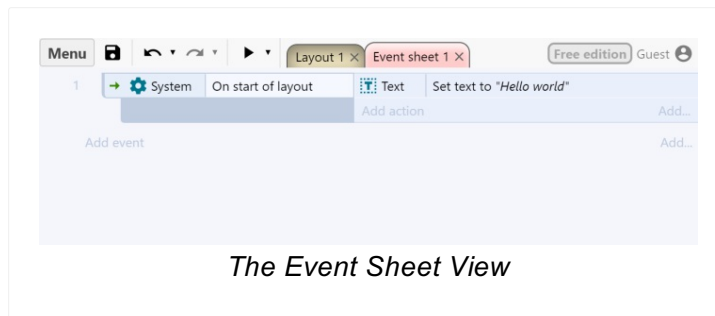 Menu Layout 1 × Event sheet 1 × Free edition Guest
1 System On start of layout Text Set text to "Hello world"
Add action Add...
Add event Add...
The Event Sheet View